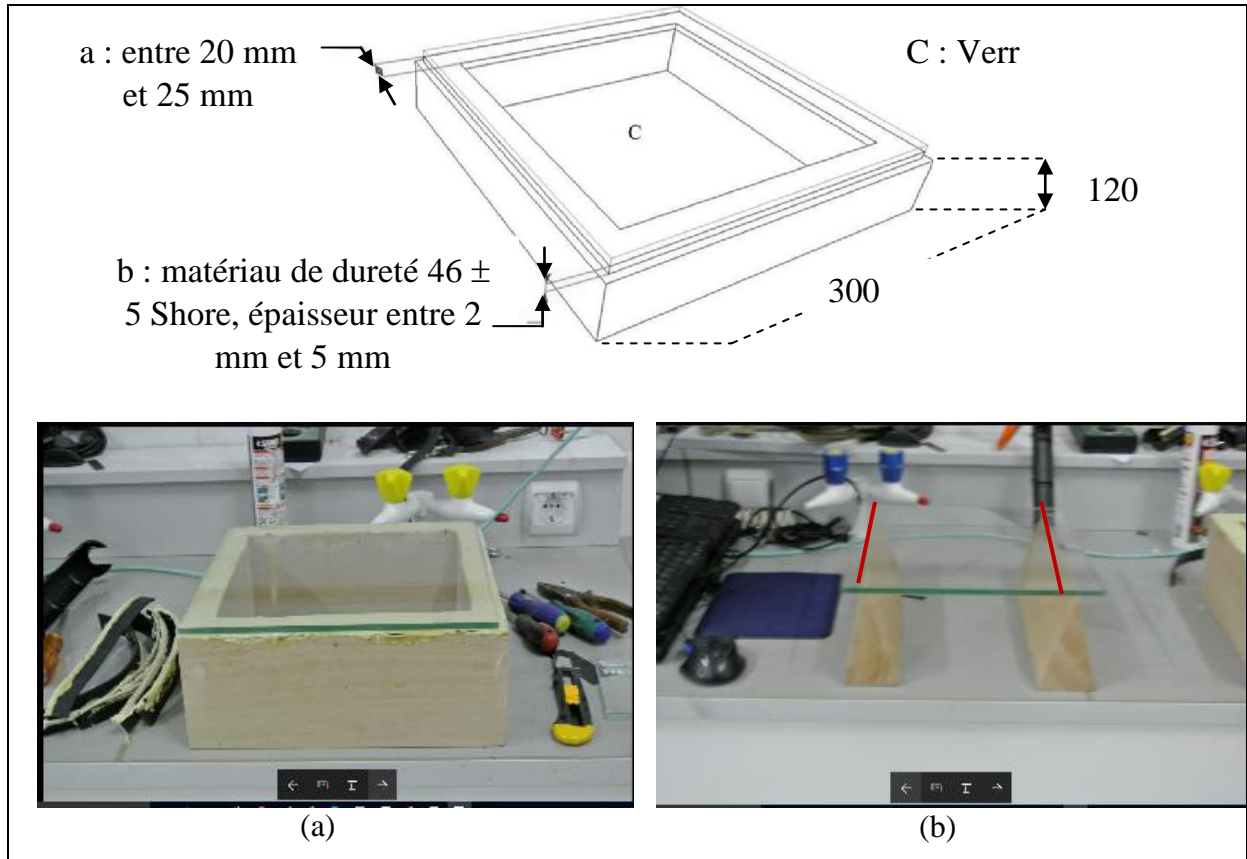 a : entre 20 mm
et 25 mm
C : Verr
C
120
b : matériau de dureté 46 ±
5 Shore, épaisseur entre 2
mm et 5 mm
300
(a)
(b)